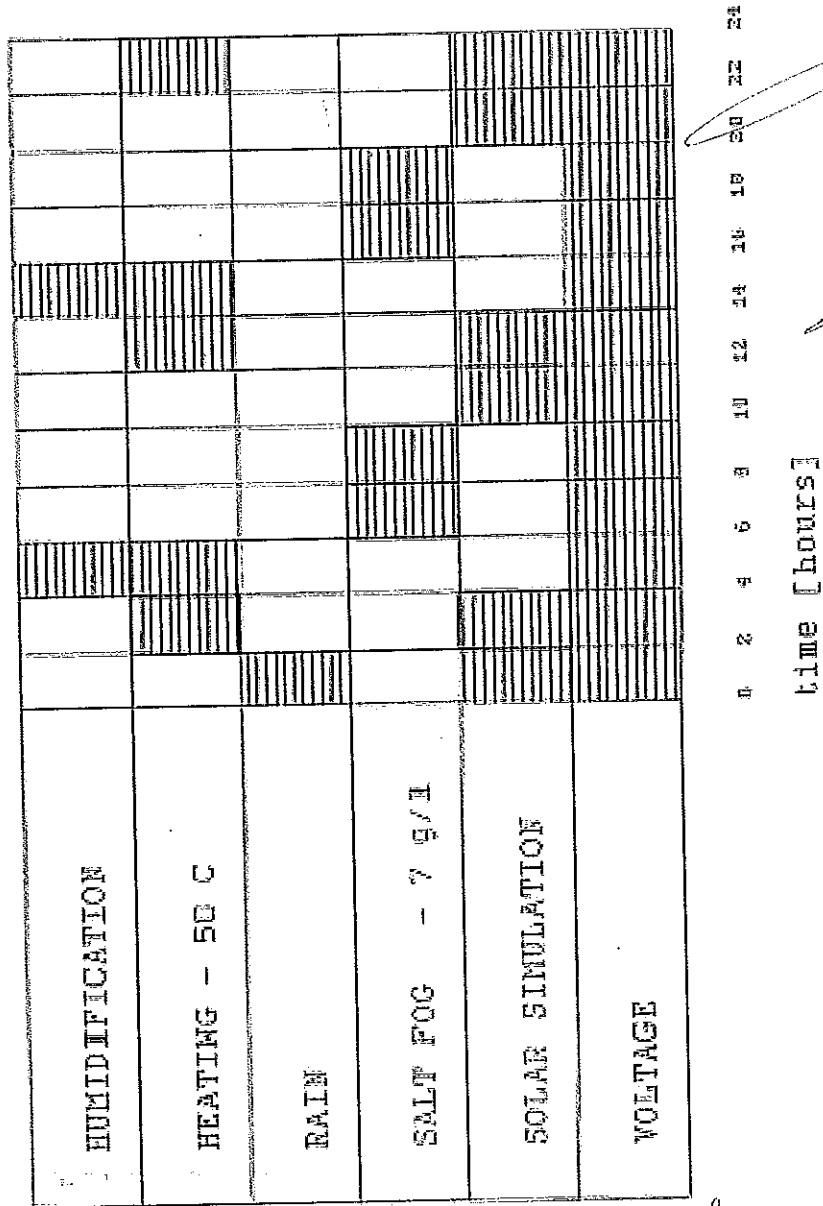 HUMIDIFICATION
HEATING - 50 C
RAIN
SALT FOG - 7 g/l
SOLAR SIMULATION
VOLTAGE
0 2 4 6 8 10 12 14 16 18 20 22 24
time [hours]